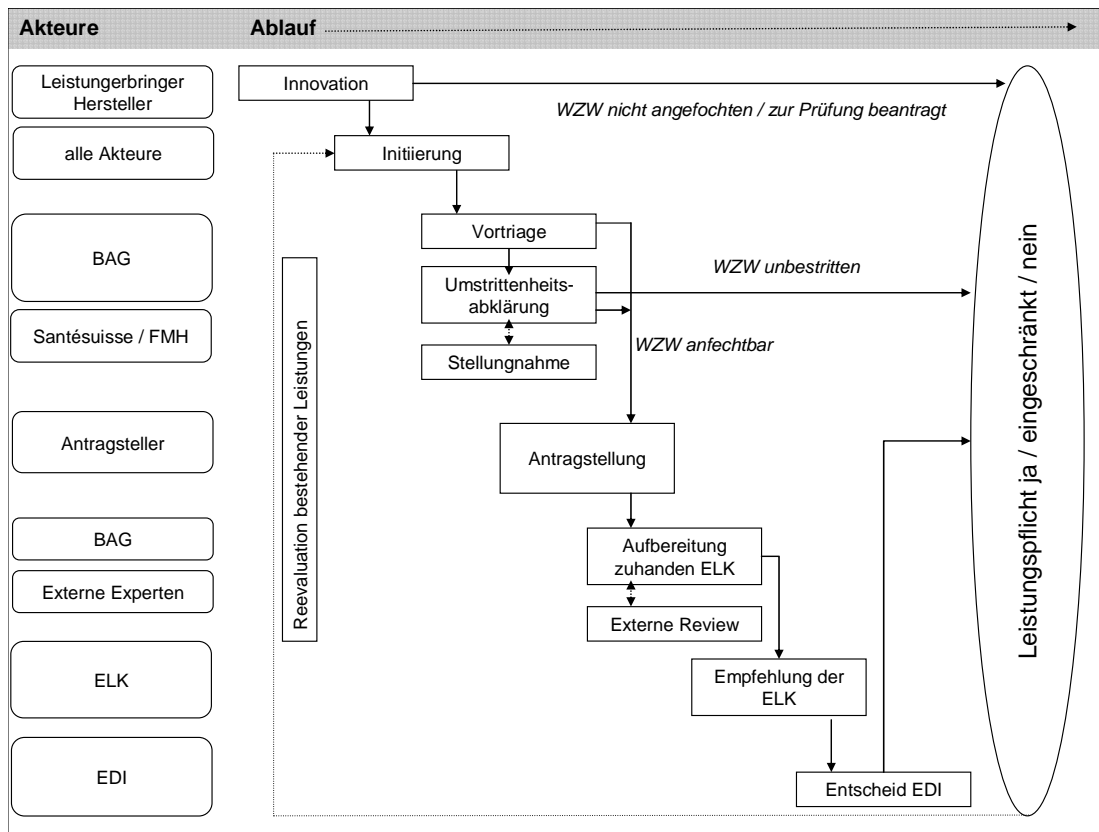 Akteure
Ablauf
Leistungerbringer
Hersteller
Innovation
WZW nicht angefochten / zur Prüfung beantragt
alle Akteure
Initiierung
BAG
Vortriage
Umstrittenheits-
abklärung
WZW unbestritten
Santésuisse / FMH
Stellungnahme
WZW anfechtbar
Reevaluation bestehender Leistungen
Leistungspflicht ja / eingeschränkt / nein
Antragsteller
Antragstellung
BAG
Aufbereitung
zuhanden ELK
Externe Experten
Externe Review
ELK
Empfehlung der
ELK
EDI
Entscheid EDI